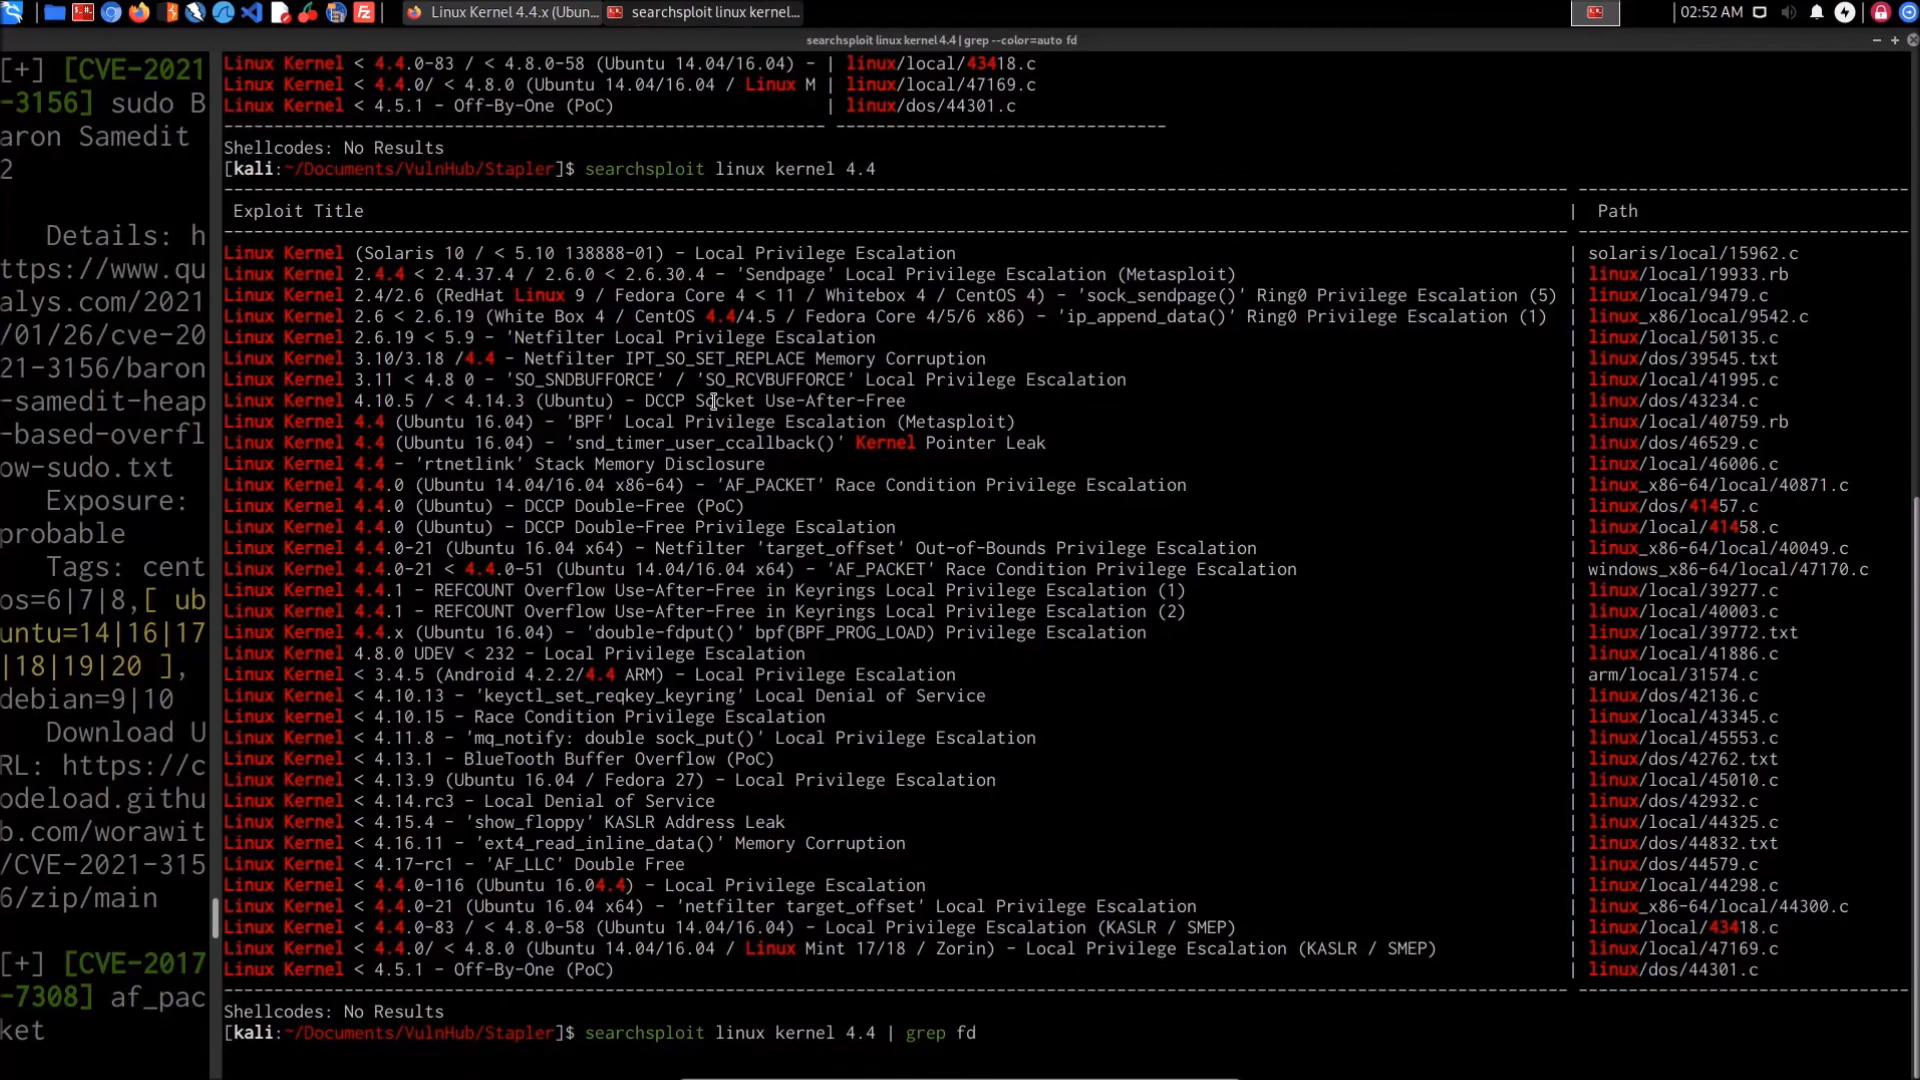 Linux Kernel 4.4.x (Ubun...
searchsploit linux kernel...
02:52 AM
searchsploit linux kernel 4.4 | grep --color=auto fd
[+] [CVE-2021
-3156] sudo B
aron Samedit
2
Details: h
ttps://www.qu
alys.com/2021
/01/26/cve-20
21-3156/baron
-samedit-heap
-based-overfl
ow-sudo.txt
Exposure:
probable
Tags: cent
os=6|7|8,[ ub
untu=14|16|17
|18|19|20 ],
debian=9|10
Download U
RL: https://c
odeload.githu
b.com/worawit
/CVE-2021-315
6/zip/main
[+] [CVE-2017
-7308] af_pac
ket
Linux Kernel < 4.4.0-83 / < 4.8.0-58 (Ubuntu 14.04/16.04) - | linux/local/43418.c
Linux Kernel < 4.4.0/ < 4.8.0 (Ubuntu 14.04/16.04 / Linux M | linux/local/47169.c
Linux Kernel < 4.5.1 - Off-By-One (PoC) | linux/dos/44301.c
Shellcodes: No Results
[kali:~/Documents/VulnHub/Stapler]$ searchsploit linux kernel 4.4
Exploit Title | Path
Linux Kernel (Solaris 10 / < 5.10 138888-01) - Local Privilege Escalation | solaris/local/15962.c
Linux Kernel 2.4.4 < 2.4.37.4 / 2.6.0 < 2.6.30.4 - 'Sendpage' Local Privilege Escalation (Metasploit) | linux/local/19933.rb
Linux Kernel 2.4/2.6 (RedHat Linux 9 / Fedora Core 4 < 11 / Whitebox 4 / CentOS 4) - 'sock_sendpage()' Ring0 Privilege Escalation (5) | linux/local/9479.c
Linux Kernel 2.6 < 2.6.19 (White Box 4 / CentOS 4.4/4.5 / Fedora Core 4/5/6 x86) - 'ip_append_data()' Ring0 Privilege Escalation (1) | linux_x86/local/9542.c
Linux Kernel 2.6.19 < 5.9 - 'Netfilter Local Privilege Escalation | linux/local/50135.c
Linux Kernel 3.10/3.18 /4.4 - Netfilter IPT_SO_SET_REPLACE Memory Corruption | linux/dos/39545.txt
Linux Kernel 3.11 < 4.8 0 - 'SO_SNDBUFFORCE' / 'SO_RCVBUFFORCE' Local Privilege Escalation | linux/local/41995.c
Linux Kernel 4.10.5 / < 4.14.3 (Ubuntu) - DCCP Socket Use-After-Free | linux/dos/43234.c
Linux Kernel 4.4 (Ubuntu 16.04) - 'BPF' Local Privilege Escalation (Metasploit) | linux/local/40759.rb
Linux Kernel 4.4 (Ubuntu 16.04) - 'snd_timer_user_ccallback()' Kernel Pointer Leak | linux/dos/46529.c
Linux Kernel 4.4 - 'rtnetlink' Stack Memory Disclosure | linux/local/46006.c
Linux Kernel 4.4.0 (Ubuntu 14.04/16.04 x86-64) - 'AF_PACKET' Race Condition Privilege Escalation | linux_x86-64/local/40871.c
Linux Kernel 4.4.0 (Ubuntu) - DCCP Double-Free (PoC) | linux/dos/41457.c
Linux Kernel 4.4.0 (Ubuntu) - DCCP Double-Free Privilege Escalation | linux/local/41458.c
Linux Kernel 4.4.0-21 (Ubuntu 16.04 x64) - Netfilter 'target_offset' Out-of-Bounds Privilege Escalation | linux_x86-64/local/40049.c
Linux Kernel 4.4.0-21 < 4.4.0-51 (Ubuntu 14.04/16.04 x64) - 'AF_PACKET' Race Condition Privilege Escalation | windows_x86-64/local/47170.c
Linux Kernel 4.4.1 - REFCOUNT Overflow Use-After-Free in Keyrings Local Privilege Escalation (1) | linux/local/39277.c
Linux Kernel 4.4.1 - REFCOUNT Overflow Use-After-Free in Keyrings Local Privilege Escalation (2) | linux/local/40003.c
Linux Kernel 4.4.x (Ubuntu 16.04) - 'double-fdput()' bpf(BPF_PROG_LOAD) Privilege Escalation | linux/local/39772.txt
Linux Kernel 4.8.0 UDEV < 232 - Local Privilege Escalation | linux/local/41886.c
Linux Kernel < 3.4.5 (Android 4.2.2/4.4 ARM) - Local Privilege Escalation | arm/local/31574.c
Linux Kernel < 4.10.13 - 'keyctl_set_reqkey_keyring' Local Denial of Service | linux/dos/42136.c
Linux Kernel < 4.10.15 - Race Condition Privilege Escalation | linux/local/43345.c
Linux Kernel < 4.11.8 - 'mq_notify: double sock_put()' Local Privilege Escalation | linux/local/45553.c
Linux Kernel < 4.13.1 - BlueTooth Buffer Overflow (PoC) | linux/dos/42762.txt
Linux Kernel < 4.13.9 (Ubuntu 16.04 / Fedora 27) - Local Privilege Escalation | linux/local/45010.c
Linux Kernel < 4.14.rc3 - Local Denial of Service | linux/dos/42932.c
Linux Kernel < 4.15.4 - 'show_floppy' KASLR Address Leak | linux/local/44325.c
Linux Kernel < 4.16.11 - 'ext4_read_inline_data()' Memory Corruption | linux/dos/44832.txt
Linux Kernel < 4.17-rc1 - 'AF_LLC' Double Free | linux/dos/44579.c
Linux Kernel < 4.4.0-116 (Ubuntu 16.04.4) - Local Privilege Escalation | linux/local/44298.c
Linux Kernel < 4.4.0-21 (Ubuntu 16.04 x64) - 'netfilter target_offset' Local Privilege Escalation | linux_x86-64/local/44300.c
Linux Kernel < 4.4.0-83 / < 4.8.0-58 (Ubuntu 14.04/16.04) - Local Privilege Escalation (KASLR / SMEP) | linux/local/43418.c
Linux Kernel < 4.4.0/ < 4.8.0 (Ubuntu 14.04/16.04 / Linux Mint 17/18 / Zorin) - Local Privilege Escalation (KASLR / SMEP) | linux/local/47169.c
Linux Kernel < 4.5.1 - Off-By-One (PoC) | linux/dos/44301.c
Shellcodes: No Results
[kali:~/Documents/VulnHub/Stapler]$ searchsploit linux kernel 4.4 | grep fd